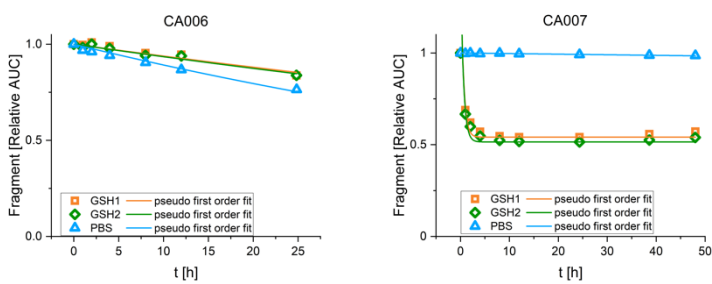 CA006
Fragment [Relative AUC]
1.0
0.75
0.5
0.0
GSH1 pseudo first order fit
GSH2 pseudo first order fit
PBS pseudo first order fit
0 5 10 15 20 25
t [h]
CA007
Fragment [Relative AUC]
1
0.5
0
GSH1 pseudo first order fit
GSH2 pseudo first order fit
PBS pseudo first order fit
0 10 20 30 40 50
t [h]